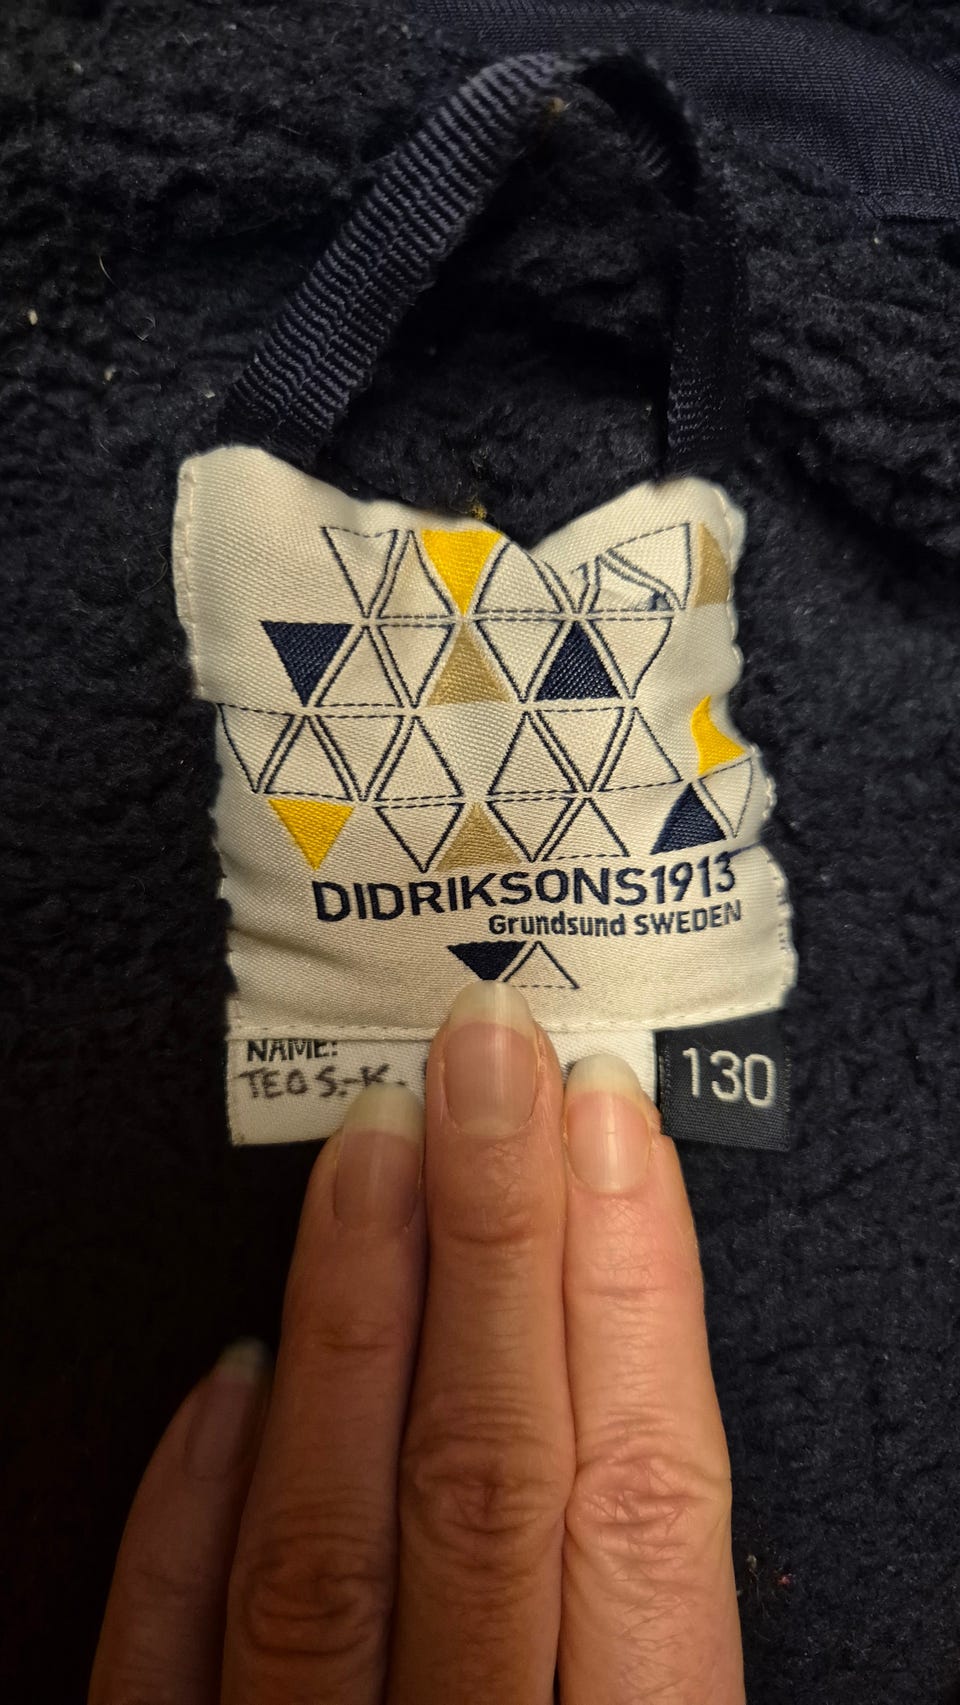 DIDRIKSONS1913
Grundsund SWEDEN
NAME:
TEO S.-K.
130